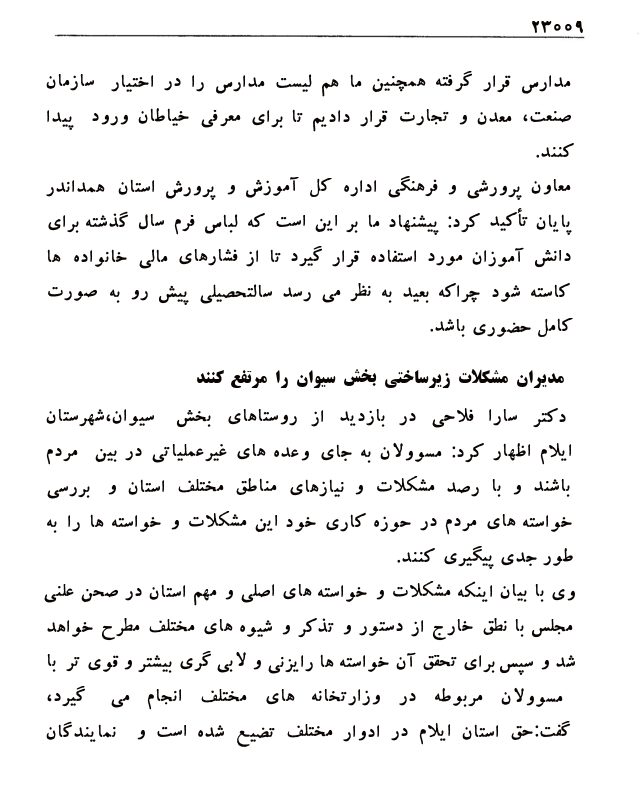 ۲۳۰۰۹
مدارس قرار گرفته همچنین ما هم لیست مدارس را در اختیار سازمان
صنعت، معدن و تجارت قرار دادیم تا برای معرفی خیاطان ورود پیدا
کنند.
معاون پرورشی و فرهنگی اداره کل آموزش و پرورش استان همداندر
پایان تأکید کرد: پیشنهاد ما بر این است که لباس فرم سال گذشته برای
دانش آموزان مورد استفاده قرار گیرد تا از فشارهای مالی خانواده ها
کاسته شود چراکه بعید به نظر می رسد سالتحصیلی پیش رو به صورت
کامل حضوری باشد.
مدیران مشکلات زیرساختی بخش سیوان را مرتفع کنند
دکتر سارا فلاحی در بازدید از روستاهای بخش سیوان،شهرستان
ایلام اظهار کرد: مسوولان به جای وعده های غیرعملیاتی در بین مردم
باشند و با رصد مشکلات و نیازهای مناطق مختلف استان و بررسی
خواسته های مردم در حوزه کاری خود این مشکلات و خواسته ها را به
طور جدی پیگیری کنند.
وی با بیان اینکه مشکلات و خواسته های اصلی و مهم استان در صحن علنی
مجلس با نطق خارج از دستور و تذکر و شیوه های مختلف مطرح خواهد
شد و سپس برای تحقق آن خواسته ها رایزنی و لابی گری بیشتر و قوی تر با
مسوولان مربوطه در وزارتخانه های مختلف انجام می گیرد،
گفت:حق استان ایلام در ادوار مختلف تضیع شده است و نمایندگان